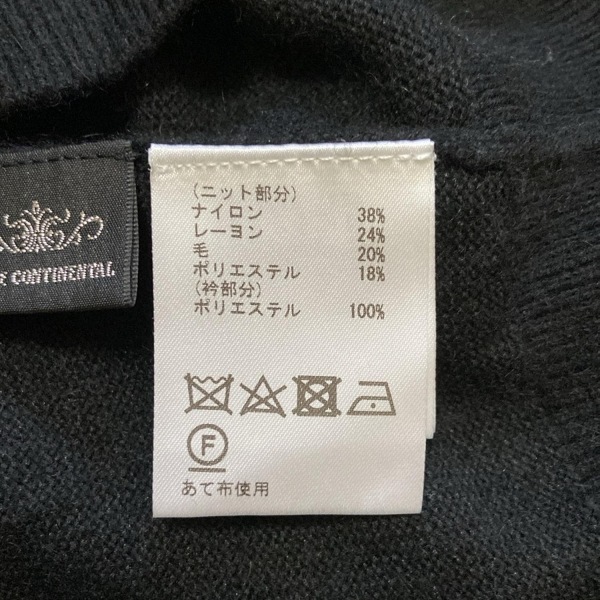 E CONTINENTAL
(ニット部分)
ナイロン 38%
レーヨン 24%
毛 20%
ポリエステル 18%
(衿部分)
ポリエステル 100%
F
あて布使用